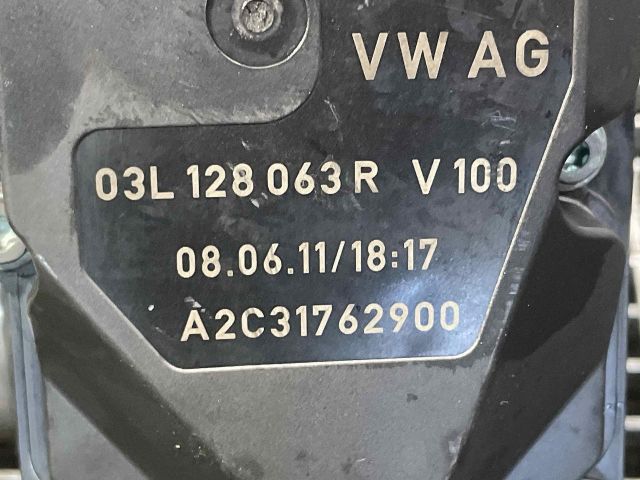 VW AG
03L 128 063 R V 100
08.06.11/18:17
A2C31762900